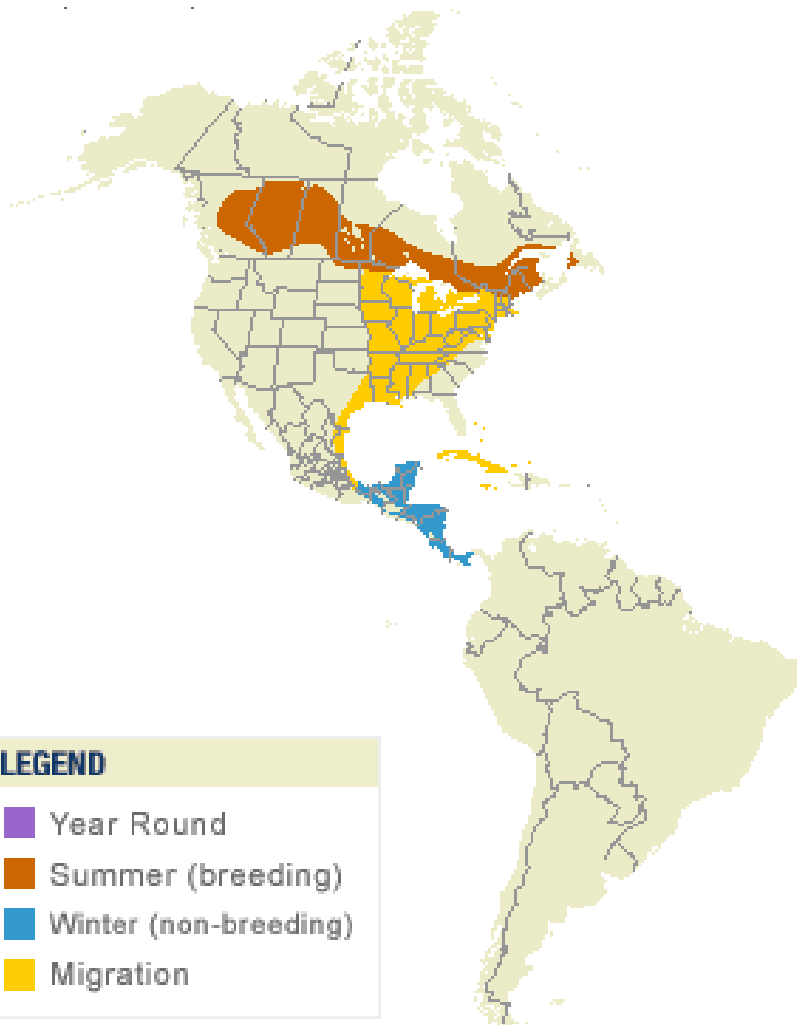 LEGEND
Year Round
Summer (breeding)
Winter (non-breeding)
Migration